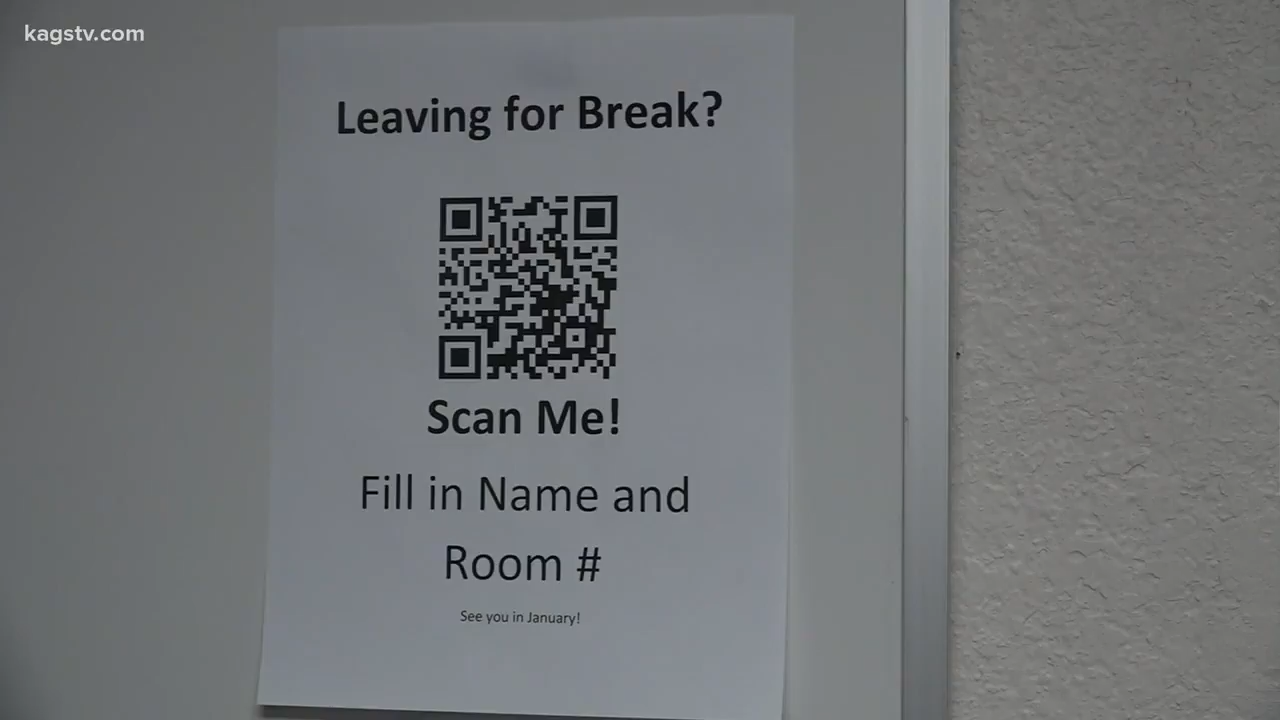 kagstv.com
Leaving for Break?
Scan Me!
Fill in Name and
Room #
See you in January!